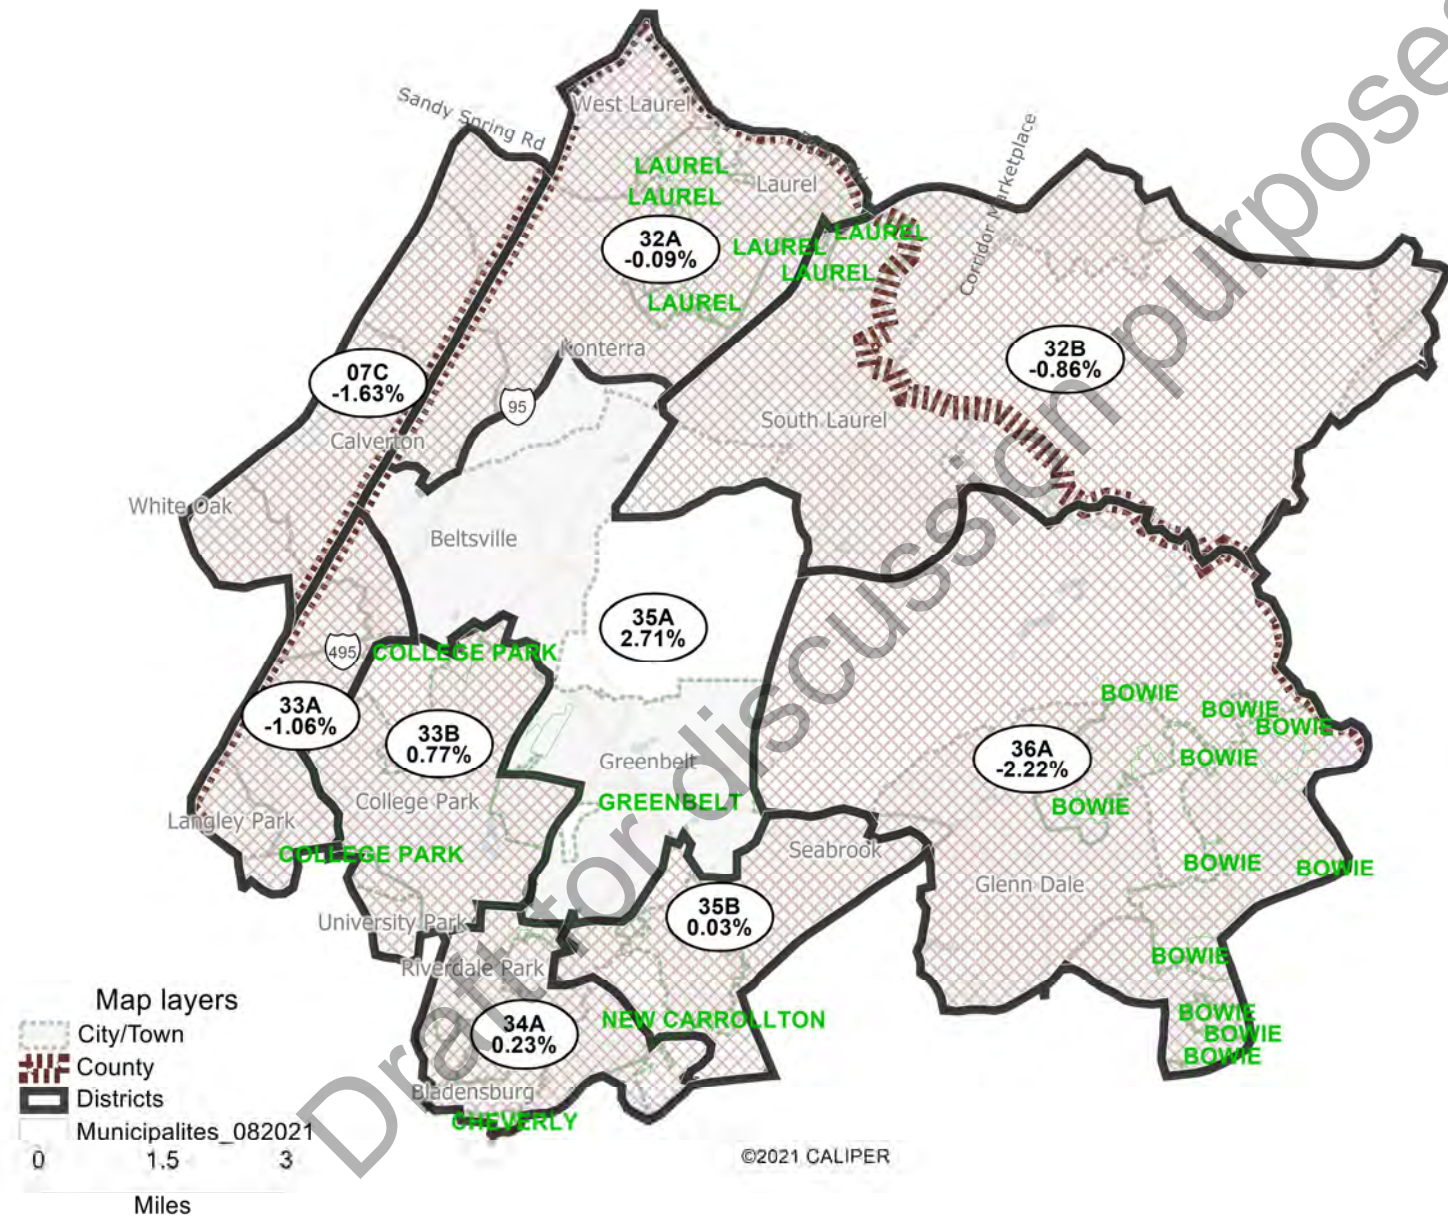 Sandy Spring Rd
West Laurel
LAUREL
Laurel
LAUREL
Corridor Marketplace
32A
-0.09%
LAUREL
LAUREL
LAUREL
LAUREL
Konterra
32B
-0.86%
07C
-1.63%
95
South Laurel
Calverton
White Oak
Beltsville
35A
2.71%
495
COLLEGE PARK
33A
-1.06%
33B
0.77%
BOWIE
BOWIE
BOWIE
36A
-2.22%
BOWIE
Greenbelt
GREENBELT
College Park
BOWIE
Langley Park
COLLEGE PARK
Seabrook
BOWIE
BOWIE
Glenn Dale
35B
0.03%
University Park
BOWIE
Riverdale Park
34A
0.23%
NEW CARROLLTON
BOWIE
BOWIE
BOWIE
Bladensburg
CHEVERLY
Map layers
City/Town
County
Districts
Municipalites_082021
0 1.5 3
Miles
©2021 CALIPER
Draft for discussion purposes